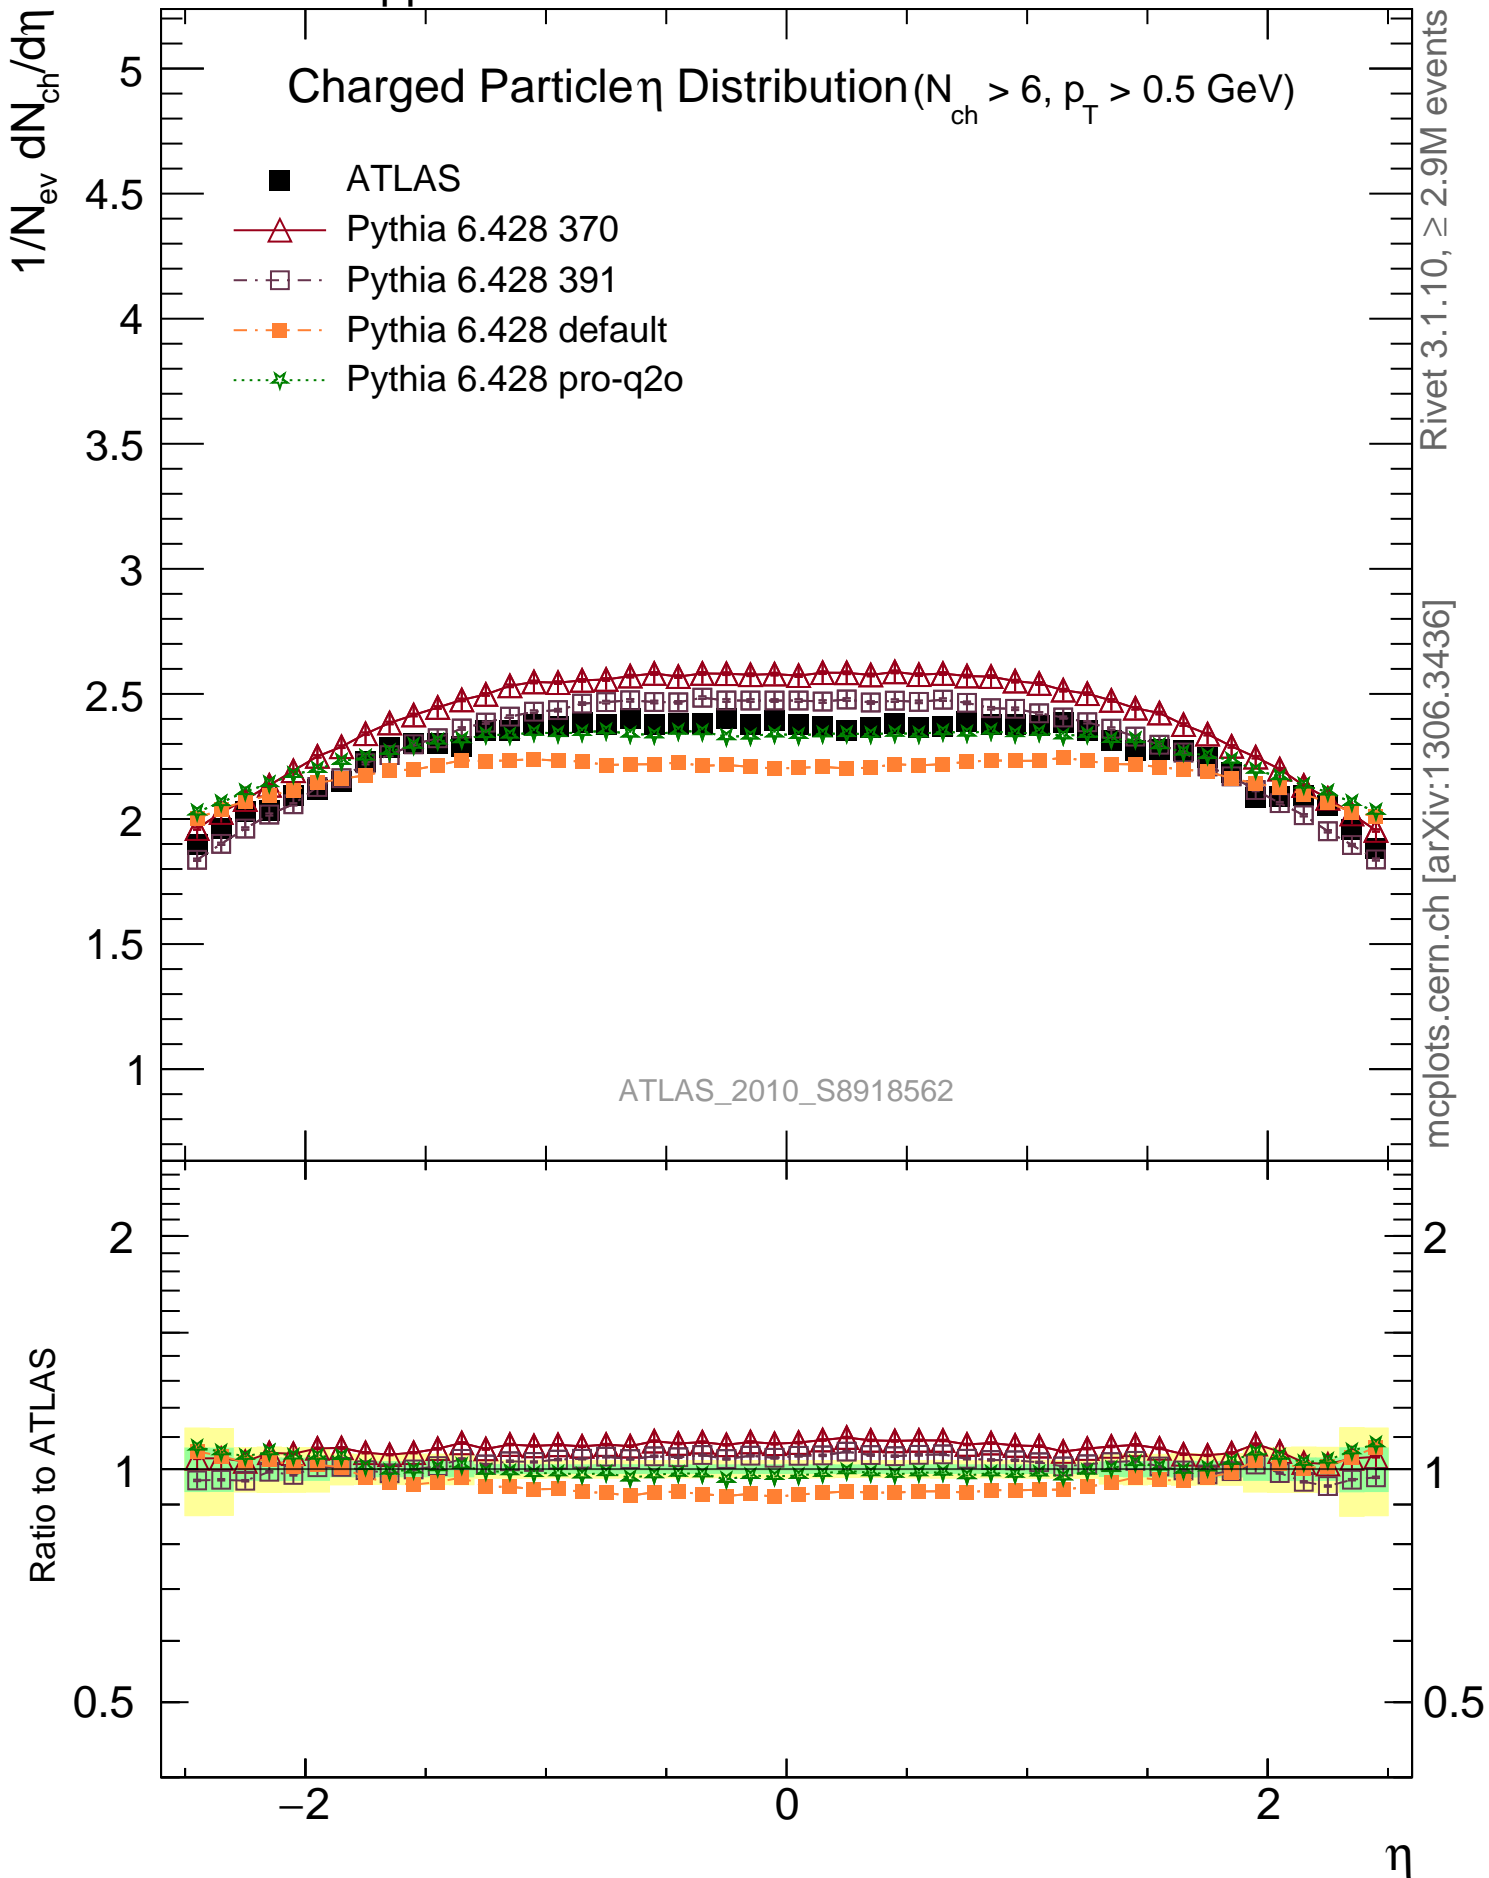 Charged Particle η Distribution (N_ch > 6, p_T > 0.5 GeV)
1/N_ev dN_ch/dη
ATLAS
Pythia 6.428 370
Pythia 6.428 391
Pythia 6.428 default
Pythia 6.428 pro-q2o
5
4.5
4
3.5
3
2.5
2
1.5
1
ATLAS_2010_S8918562
Rivet 3.1.10, ≥ 2.9M events
mcplots.cern.ch [arXiv:1306.3436]
Ratio to ATLAS
2
1
0.5
2
1
0.5
−2
0
2
η